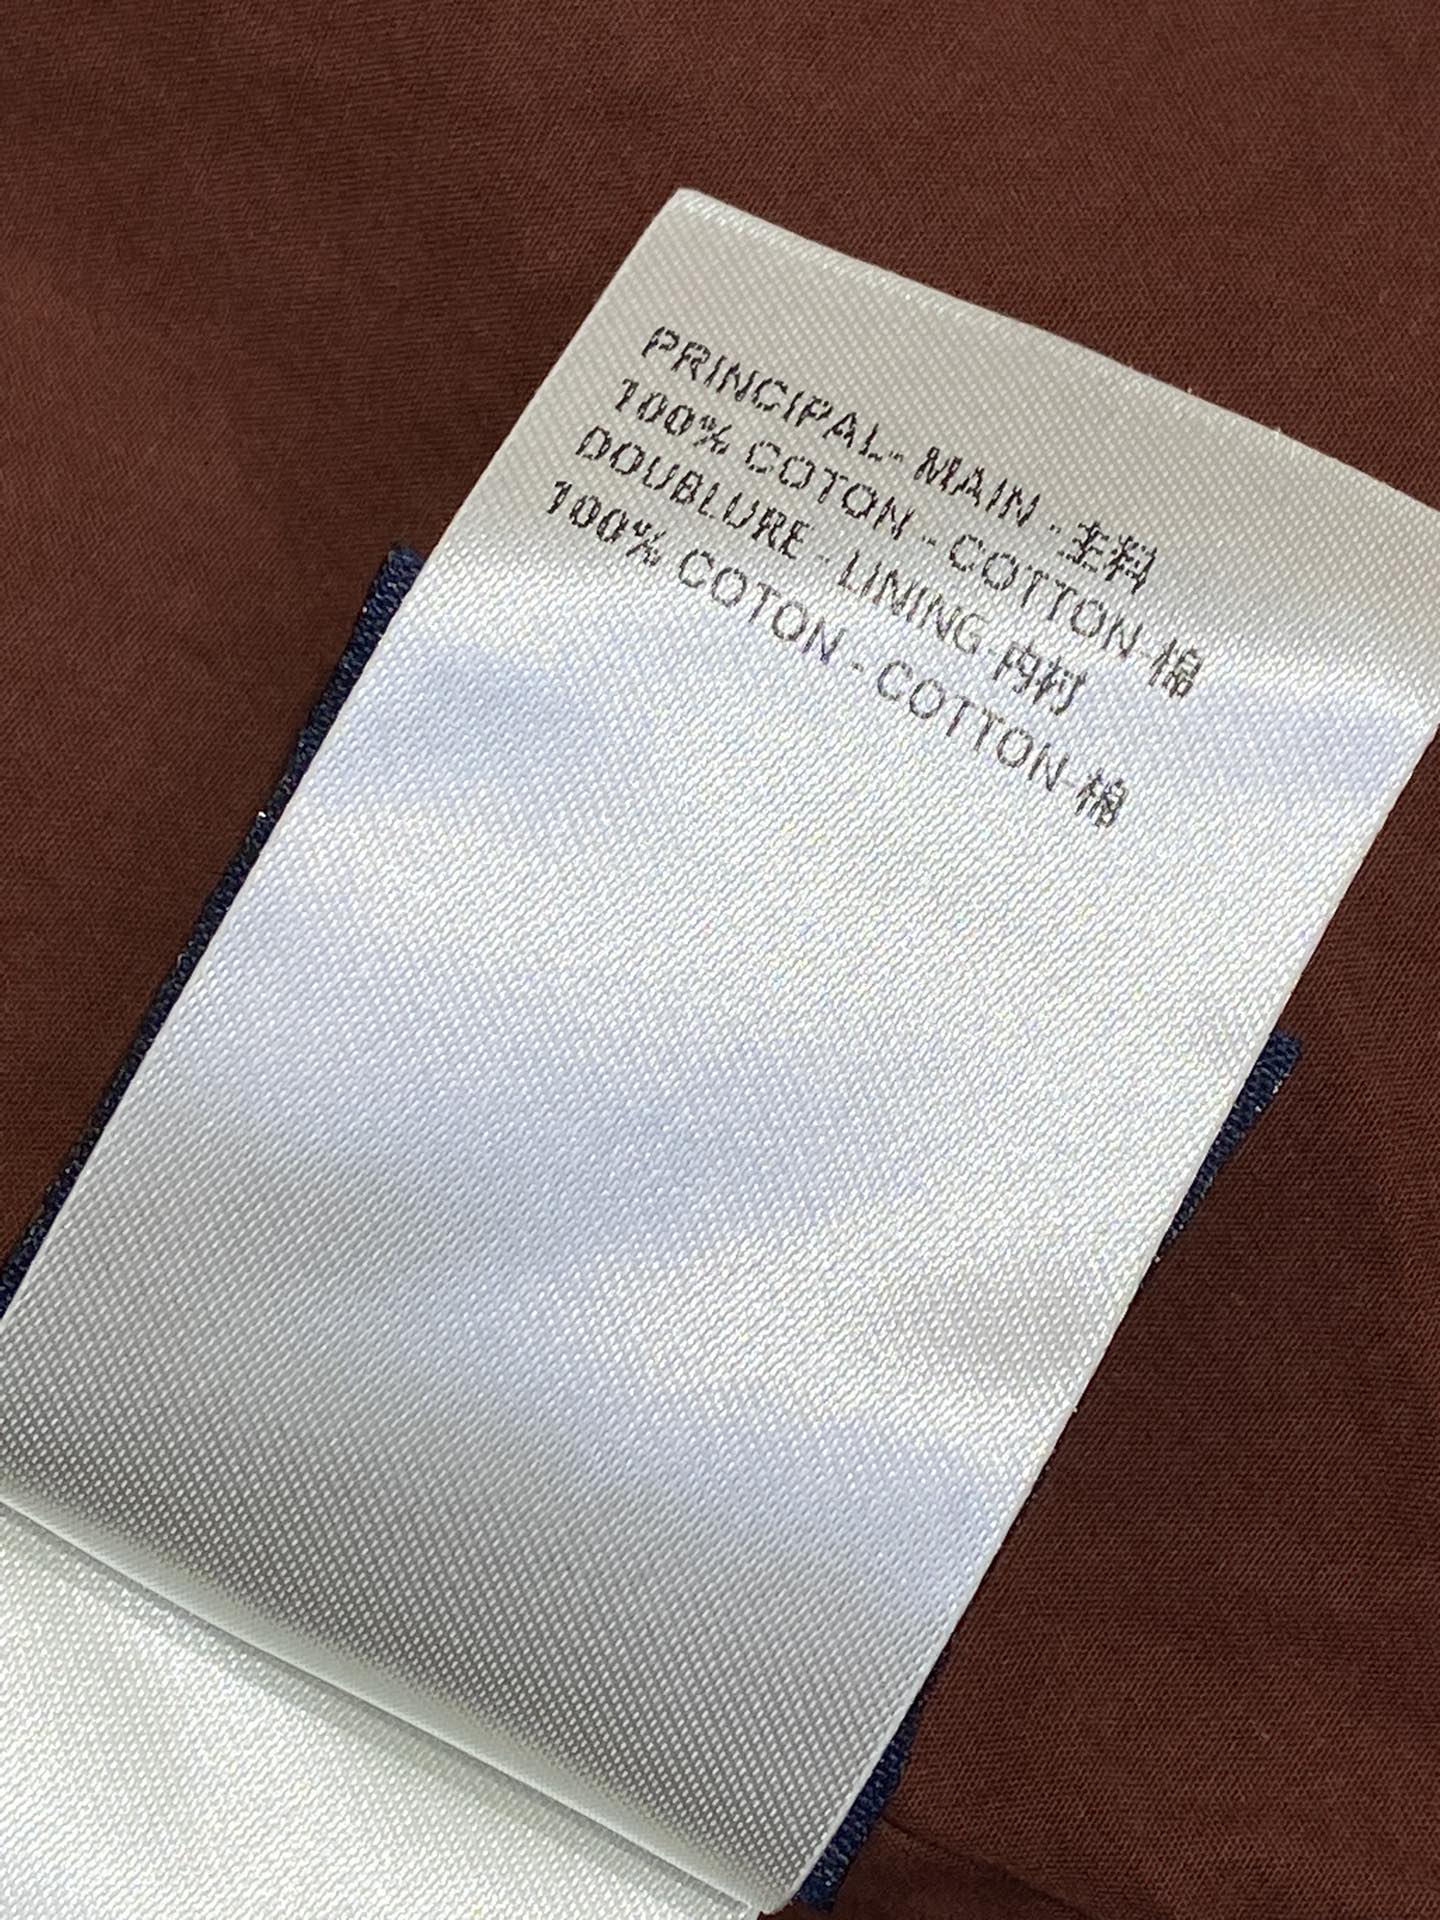 PRINCIPAL- MAIN - 主料
100% COTON - COTTON-棉
DOUBLURE - LINING-内衬
100% COTON - COTTON-棉